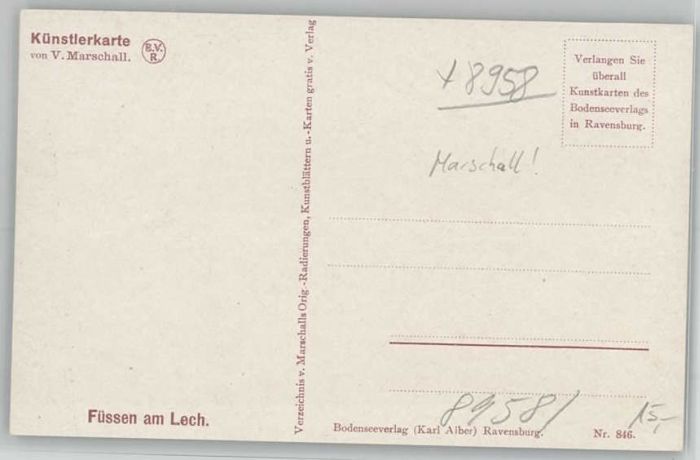 Künstlerkarte
von V. Marschall.
B.V.
R.
Verzeichnis v. Marschalls Orig.-Radierungen, Kunstblättern u. -Karten gratis v. Verlag
+ 8958
Verlangen Sie
überall
Kunstkarten des
Bodenseeverlags
in Ravensburg.
Marschall!
Füssen am Lech.
89581
15,-
Bodenseeverlag (Karl Alber) Ravensburg.
Nr. 846.